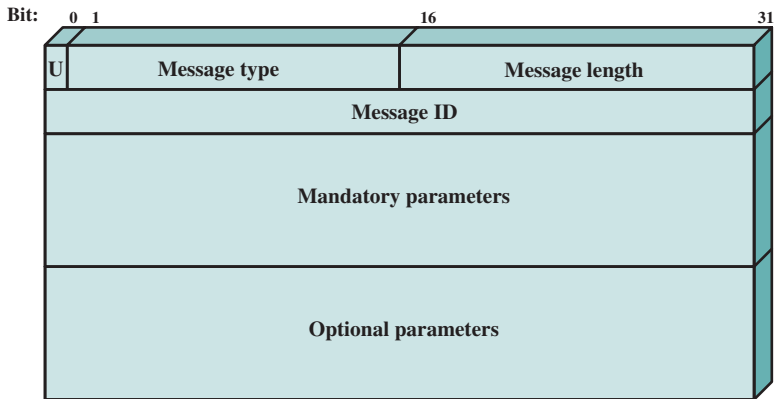 Bit: 0 1 16 31
U Message type Message length
Message ID
Mandatory parameters
Optional parameters